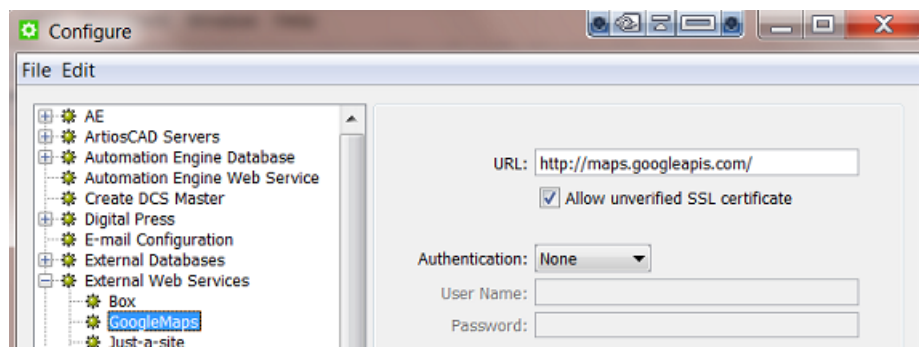 Configure
File Edit
AE
ArtiosCAD Servers
Automation Engine Database
Automation Engine Web Service
Create DCS Master
Digital Press
E-mail Configuration
External Databases
External Web Services
Box
GoogleMaps
Just-a-site
URL: http://maps.googleapis.com/
Allow unverified SSL certificate
Authentication: None
User Name:
Password: